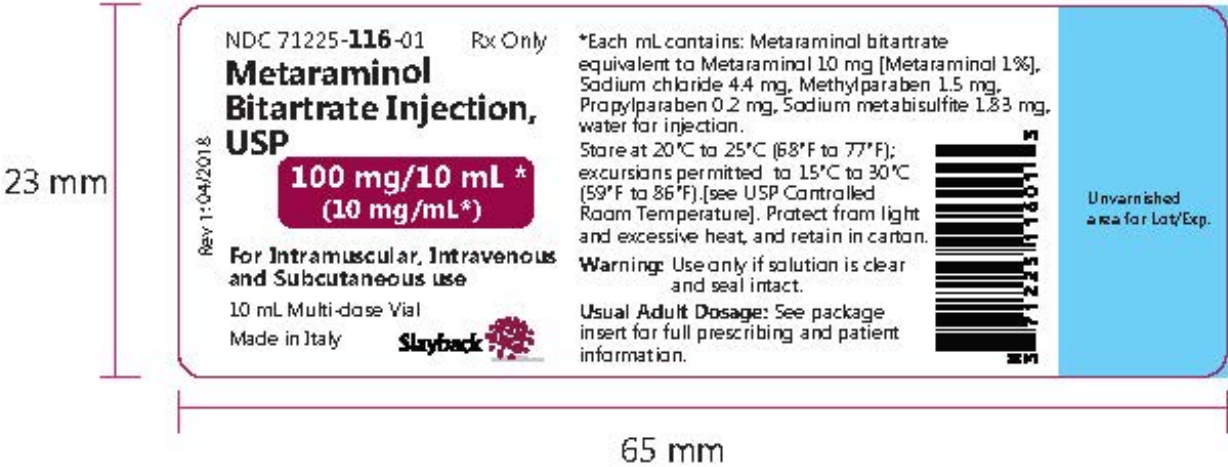 NDC 71225-116-01 Rx Only
Metaraminol
Bitartrate Injection,
USP
100 mg/10 mL *
(10 mg/mL*)
For Intramuscular, Intravenous
and Subcutaneous use
10 mL Multi-dose Vial
Made in Italy
Slayback
Rev 1:04/2018
*Each mL contains: Metaraminol bitartrate
equivalent to Metaraminol 10 mg [Metaraminol 1%],
Sodium chloride 4.4 mg, Methylparaben 1.5 mg,
Propylparaben 0.2 mg, Sodium metabisulfite 1.83 mg,
water for injection.
Store at 20°C to 25°C (68°F to 77°F);
excursions permitted to 15°C to 30°C
(59°F to 86°F).[see USP Controlled
Room Temperature]. Protect from light
and excessive heat, and retain in carton.
Warning: Use only if solution is clear
and seal intact.
Usual Adult Dosage: See package
insert for full prescribing and patient
information.
Unvarnished
area for Lot/Exp.
23 mm
65 mm